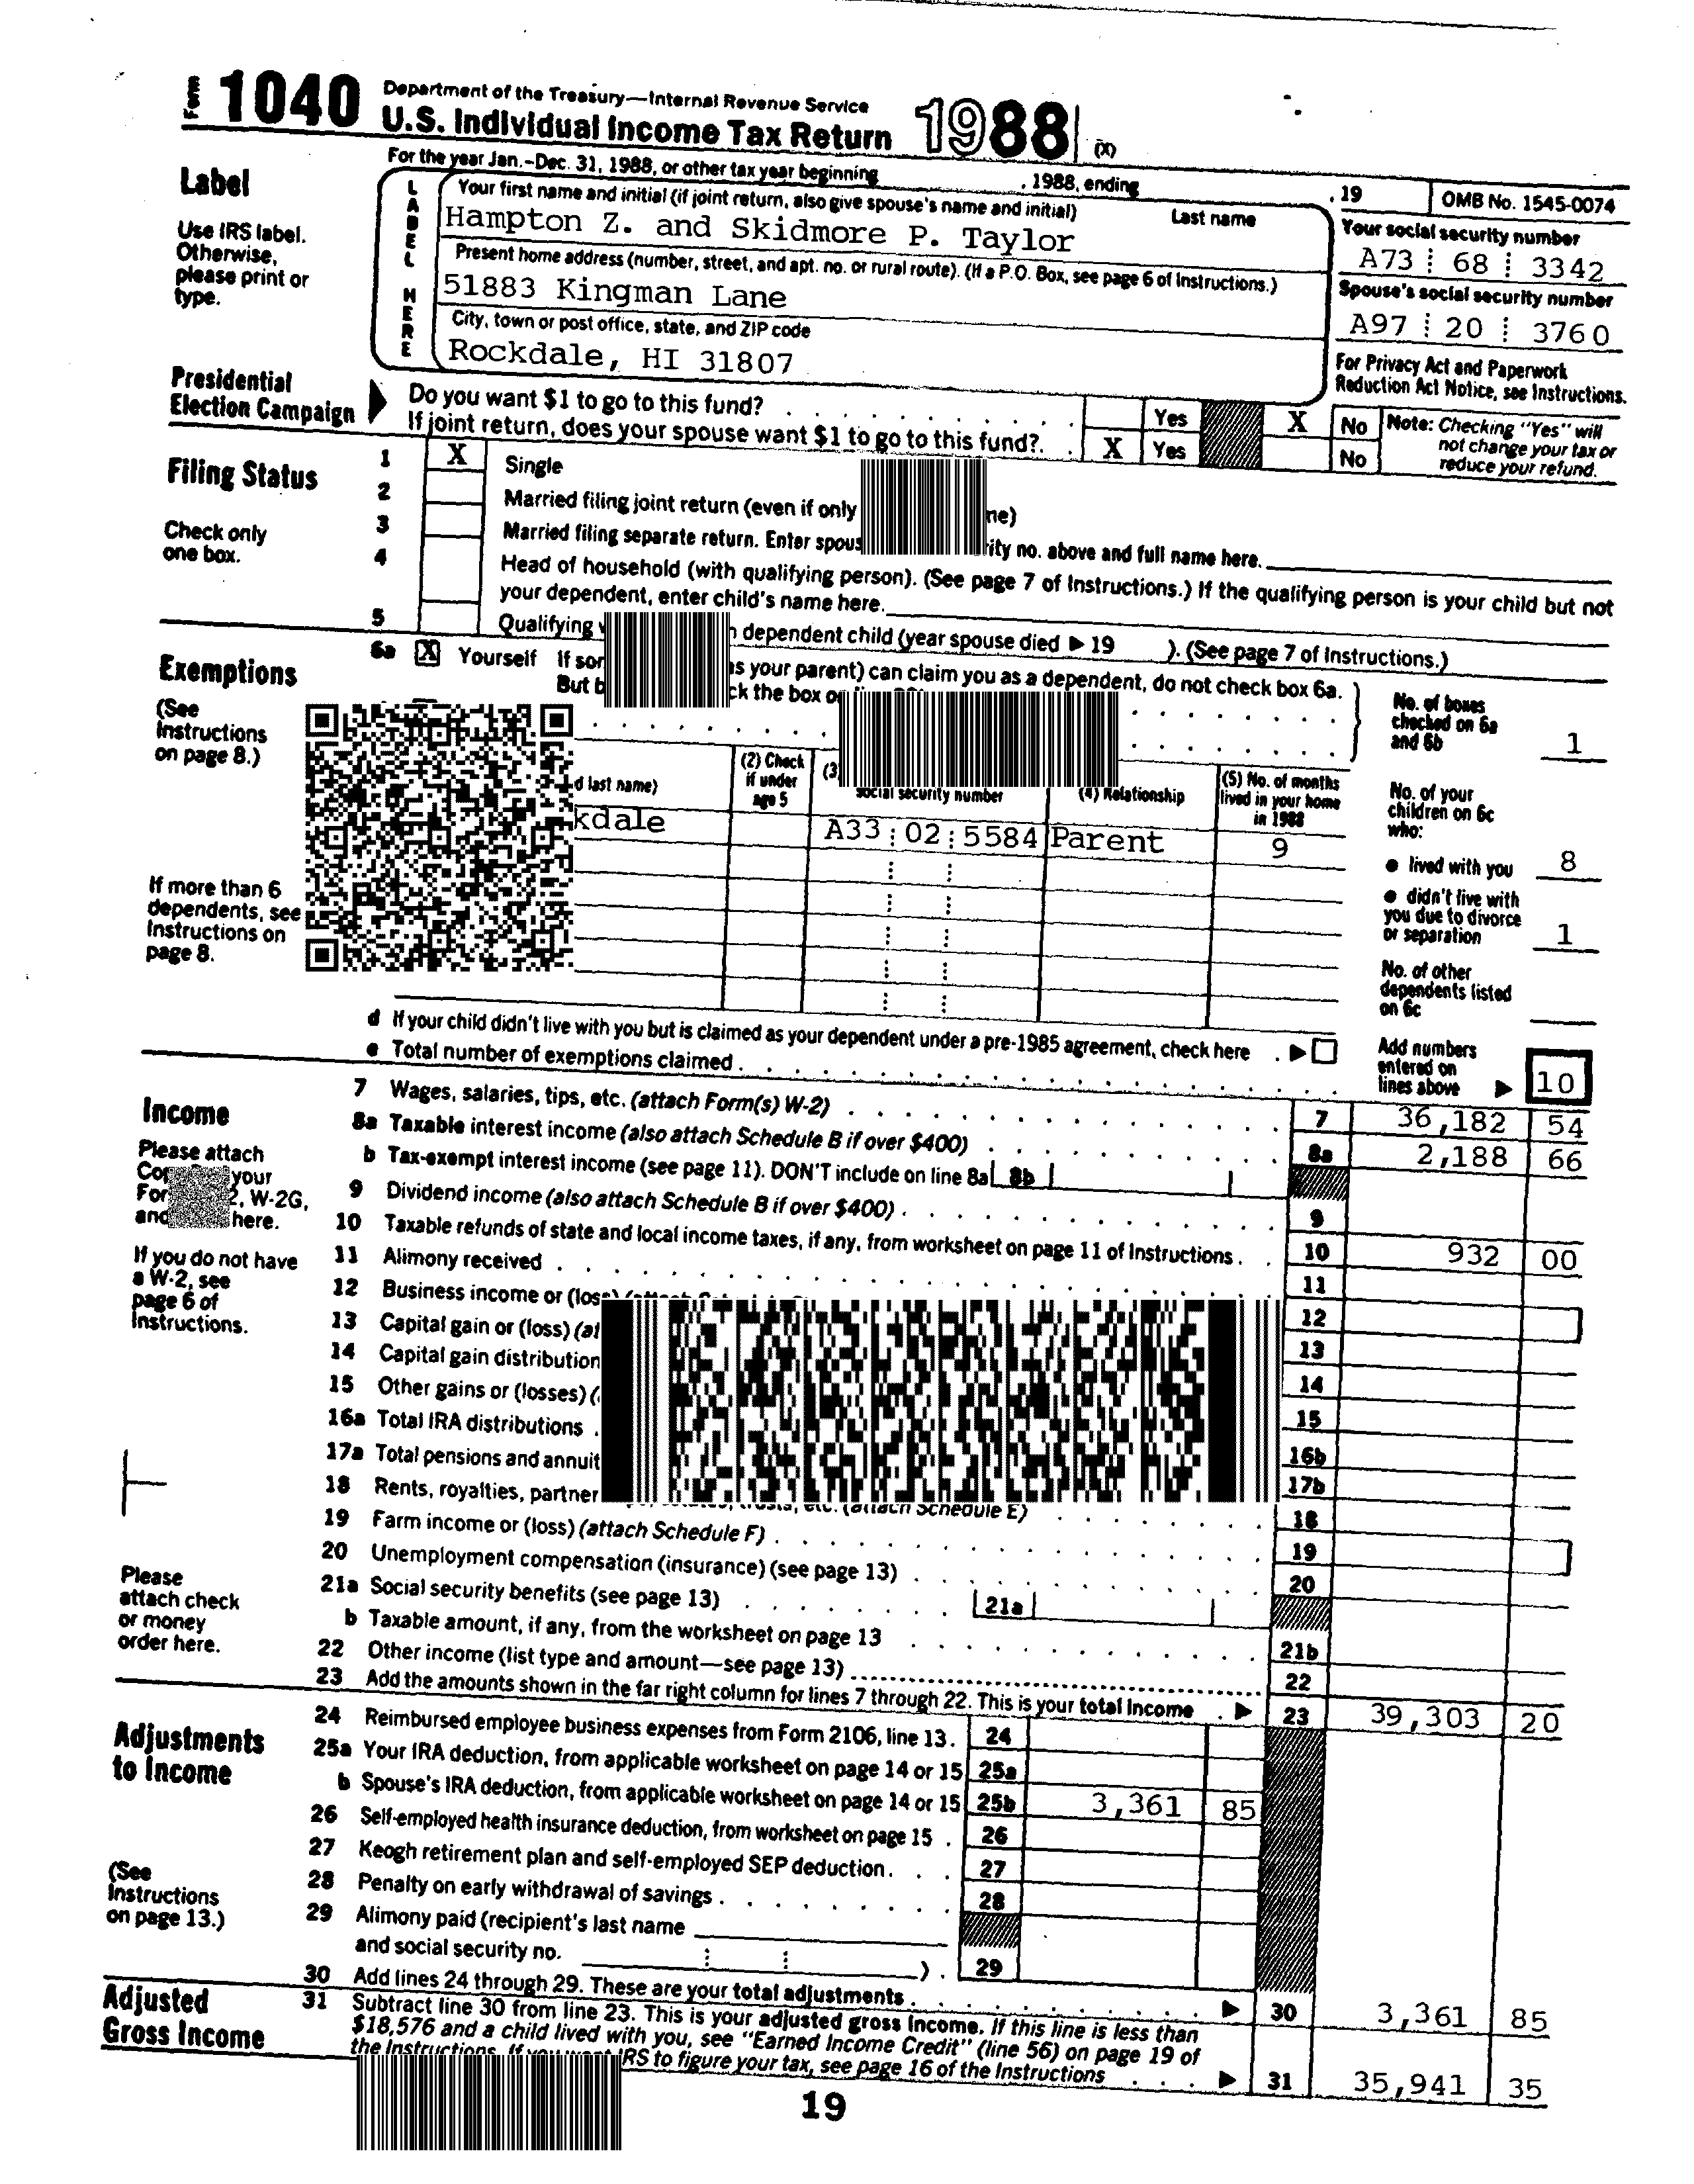 Form 1040 Department of the Treasury—Internal Revenue Service
U.S. Individual Income Tax Return 1988 (X)
For the year Jan.-Dec. 31, 1988, or other tax year beginning , 1988, ending , 19 OMB No. 1545-0074
Label
Use IRS label.
Otherwise,
please print or
type.
LABEL HERE
Your first name and initial (if joint return, also give spouse's name and initial) Last name
Hampton Z. and Skidmore P. Taylor
Your social security number
A73 68 3342
Present home address (number, street, and apt. no. or rural route). (If a P.O. Box, see page 6 of Instructions.)
51883 Kingman Lane
Spouse's social security number
A97 20 3760
City, town or post office, state, and ZIP code
Rockdale, HI 31807
For Privacy Act and Paperwork
Reduction Act Notice, see Instructions.
Presidential
Election Campaign
Do you want $1 to go to this fund? Yes X No
If joint return, does your spouse want $1 to go to this fund? X Yes No
Note: Checking "Yes" will
not change your tax or
reduce your refund.
Filing Status
Check only
one box.
1 X Single
2 Married filing joint return (even if only
3 Married filing separate return. Enter no. above and full name here.
4 Head of household (with qualifying person). (See page 7 of Instructions.) If the qualifying person is your child but not
your dependent, enter child's name here.
5 Qualifying dependent child (year spouse died ▶ 19 ). (See page 7 of Instructions.)
Exemptions
(See
Instructions
on page 8.)
If more than 6
dependents, see
Instructions on
page 8.
6a X Yourself If as your parent) can claim you as a dependent, do not check box 6a.
But the box
No. of boxes
checked on 6a
and 6b 1
last name)
(2) Check
if under
age 5
social security number
(4) Relationship
(5) No. of months
lived in your home
in 1988
A33 02 5584 Parent 9
No. of your
children on 6c
who:
● lived with you 8
● didn't live with
you due to divorce
or separation 1
No. of other
dependents listed
on 6c
d If your child didn't live with you but is claimed as your dependent under a pre-1985 agreement, check here ▶
e Total number of exemptions claimed
Add numbers
entered on
lines above ▶ 10
Income
Please attach
your
W-2G,
and here.
If you do not have
a W-2, see
page 6 of
Instructions.
Please
attach check
or money
order here.
7 Wages, salaries, tips, etc. (attach Form(s) W-2) 7 36,182 54
8a Taxable interest income (also attach Schedule B if over $400) 8a 2,188 66
b Tax-exempt interest income (see page 11). DON'T include on line 8a 8b
9 Dividend income (also attach Schedule B if over $400) 9
10 Taxable refunds of state and local income taxes, if any, from worksheet on page 11 of Instructions 10 932 00
11 Alimony received 11
12 Business income or 12
13 Capital gain or (loss) 13
14 Capital gain 14
15 Other gains or (losses) 15
16a Total IRA distributions 16b
17a Total pensions and 17b
18 Rents, royalties, etc. (attach Schedule E) 18
19 Farm income or (loss) (attach Schedule F) 19
20 Unemployment compensation (insurance) (see page 13) 20
21a Social security benefits (see page 13) 21a
b Taxable amount, if any, from the worksheet on page 13 21b
22 Other income (list type and amount—see page 13) 22
23 Add the amounts shown in the far right column for lines 7 through 22. This is your total income ▶ 23 39,303 20
Adjustments
to Income
(See
Instructions
on page 13.)
24 Reimbursed employee business expenses from Form 2106, line 13. 24
25a Your IRA deduction, from applicable worksheet on page 14 or 15 25a
b Spouse's IRA deduction, from applicable worksheet on page 14 or 15 25b 3,361 85
26 Self-employed health insurance deduction, from worksheet on page 15 26
27 Keogh retirement plan and self-employed SEP deduction 27
28 Penalty on early withdrawal of savings 28
29 Alimony paid (recipient's last name
and social security no. ) 29
30 Add lines 24 through 29. These are your total adjustments ▶ 30 3,361 85
Adjusted
Gross Income
31 Subtract line 30 from line 23. This is your adjusted gross income. If this line is less than
$18,576 and a child lived with you, see "Earned Income Credit" (line 56) on page 19 of
the Instructions. If IRS to figure your tax, see page 16 of the Instructions ▶ 31 35,941 35
19